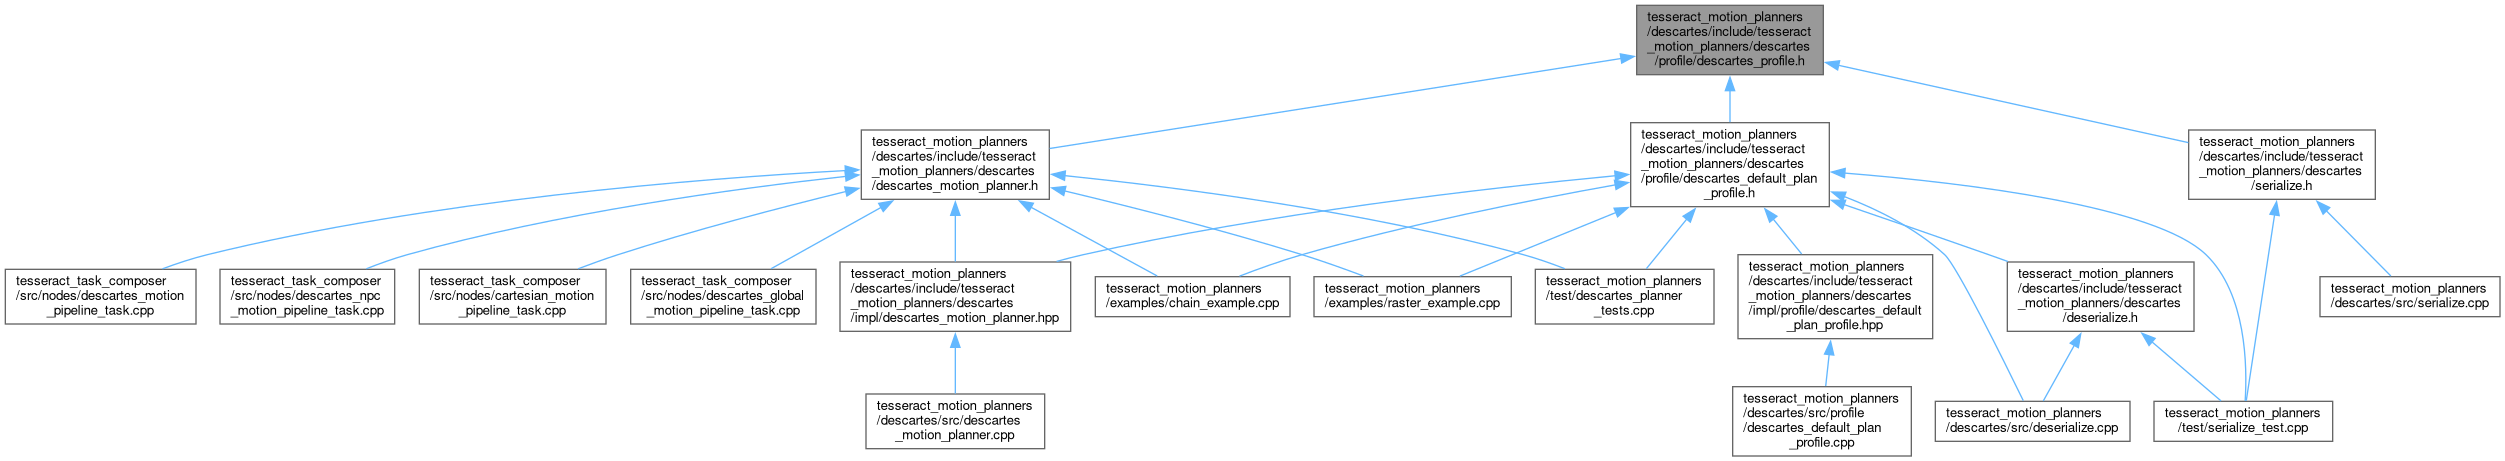 tesseract_motion_planners
/descartes/include/tesseract
_motion_planners/descartes
/profile/descartes_profile.h
tesseract_motion_planners
/descartes/include/tesseract
_motion_planners/descartes
/descartes_motion_planner.h
tesseract_motion_planners
/descartes/include/tesseract
_motion_planners/descartes
/profile/descartes_default_plan
_profile.h
tesseract_motion_planners
/descartes/include/tesseract
_motion_planners/descartes
/serialize.h
tesseract_task_composer
/src/nodes/descartes_motion
_pipeline_task.cpp
tesseract_task_composer
/src/nodes/descartes_npc
_motion_pipeline_task.cpp
tesseract_task_composer
/src/nodes/cartesian_motion
_pipeline_task.cpp
tesseract_task_composer
/src/nodes/descartes_global
_motion_pipeline_task.cpp
tesseract_motion_planners
/descartes/include/tesseract
_motion_planners/descartes
/impl/descartes_motion_planner.hpp
tesseract_motion_planners
/examples/chain_example.cpp
tesseract_motion_planners
/examples/raster_example.cpp
tesseract_motion_planners
/test/descartes_planner
_tests.cpp
tesseract_motion_planners
/descartes/include/tesseract
_motion_planners/descartes
/impl/profile/descartes_default
_plan_profile.hpp
tesseract_motion_planners
/descartes/include/tesseract
_motion_planners/descartes
/deserialize.h
tesseract_motion_planners
/descartes/src/serialize.cpp
tesseract_motion_planners
/descartes/src/descartes
_motion_planner.cpp
tesseract_motion_planners
/descartes/src/profile
/descartes_default_plan
_profile.cpp
tesseract_motion_planners
/descartes/src/deserialize.cpp
tesseract_motion_planners
/test/serialize_test.cpp